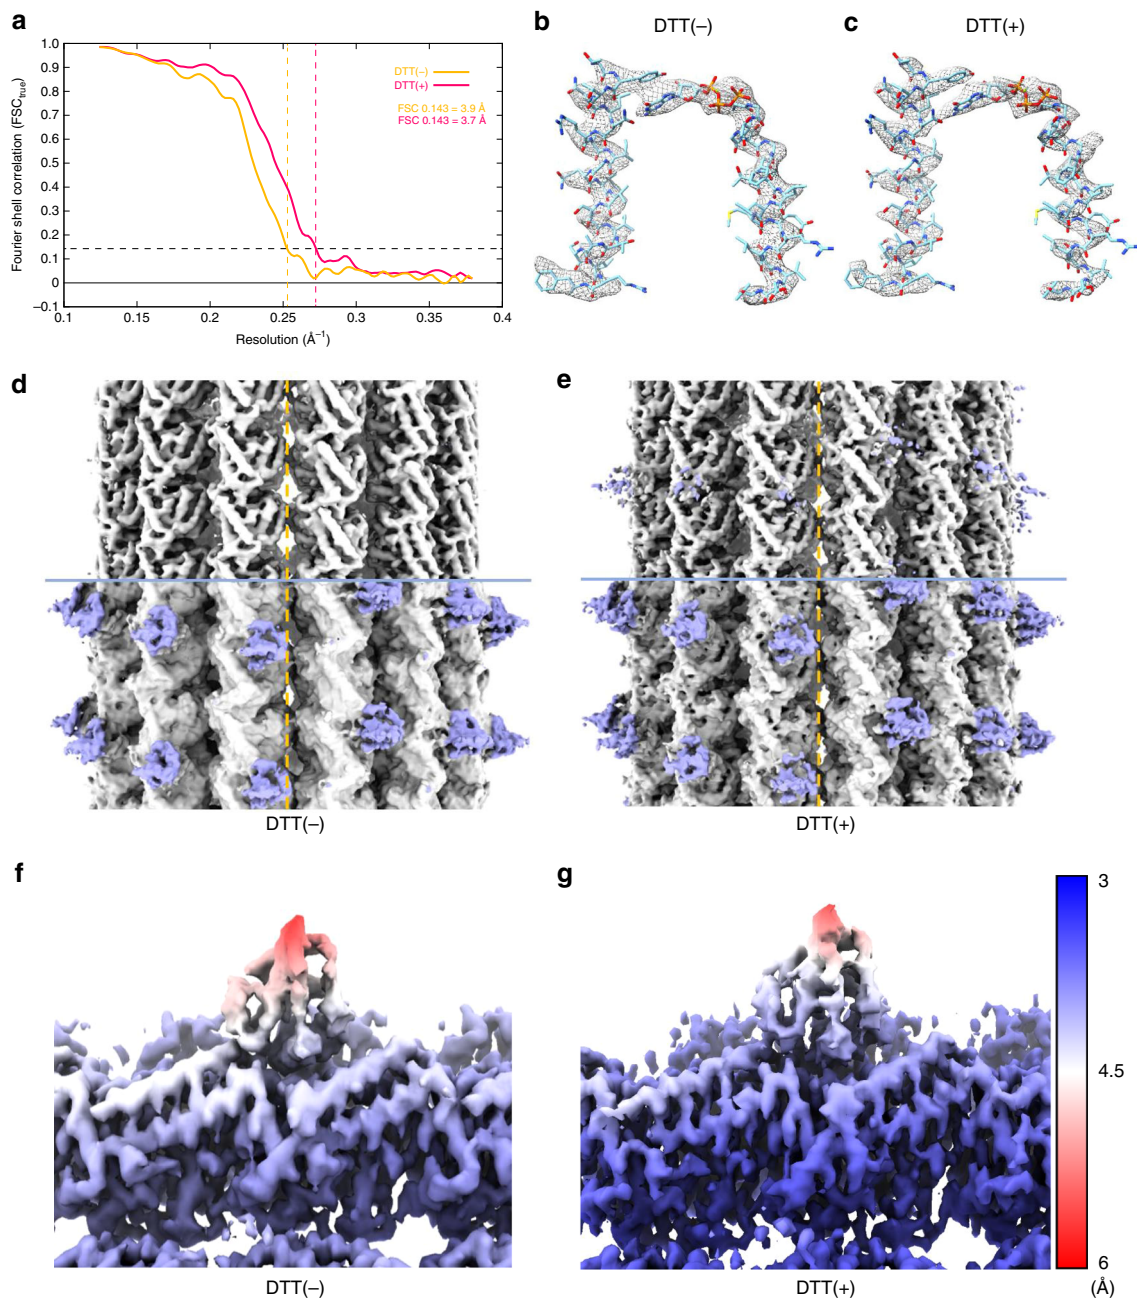 a
1.0
0.9
0.8
0.7
0.6
0.5
0.4
0.3
0.2
0.1
0
−0.1
Fourier shell correlation (FSCtrue)
0.1
0.15
0.2
0.25
0.3
0.35
0.4
Resolution (Å−1)
DTT(−)
DTT(+)
FSC 0.143 = 3.9 Å
FSC 0.143 = 3.7 Å
b
DTT(−)
c
DTT(+)
d
DTT(−)
e
DTT(+)
f
DTT(−)
g
DTT(+)
3
4.5
6
(Å)